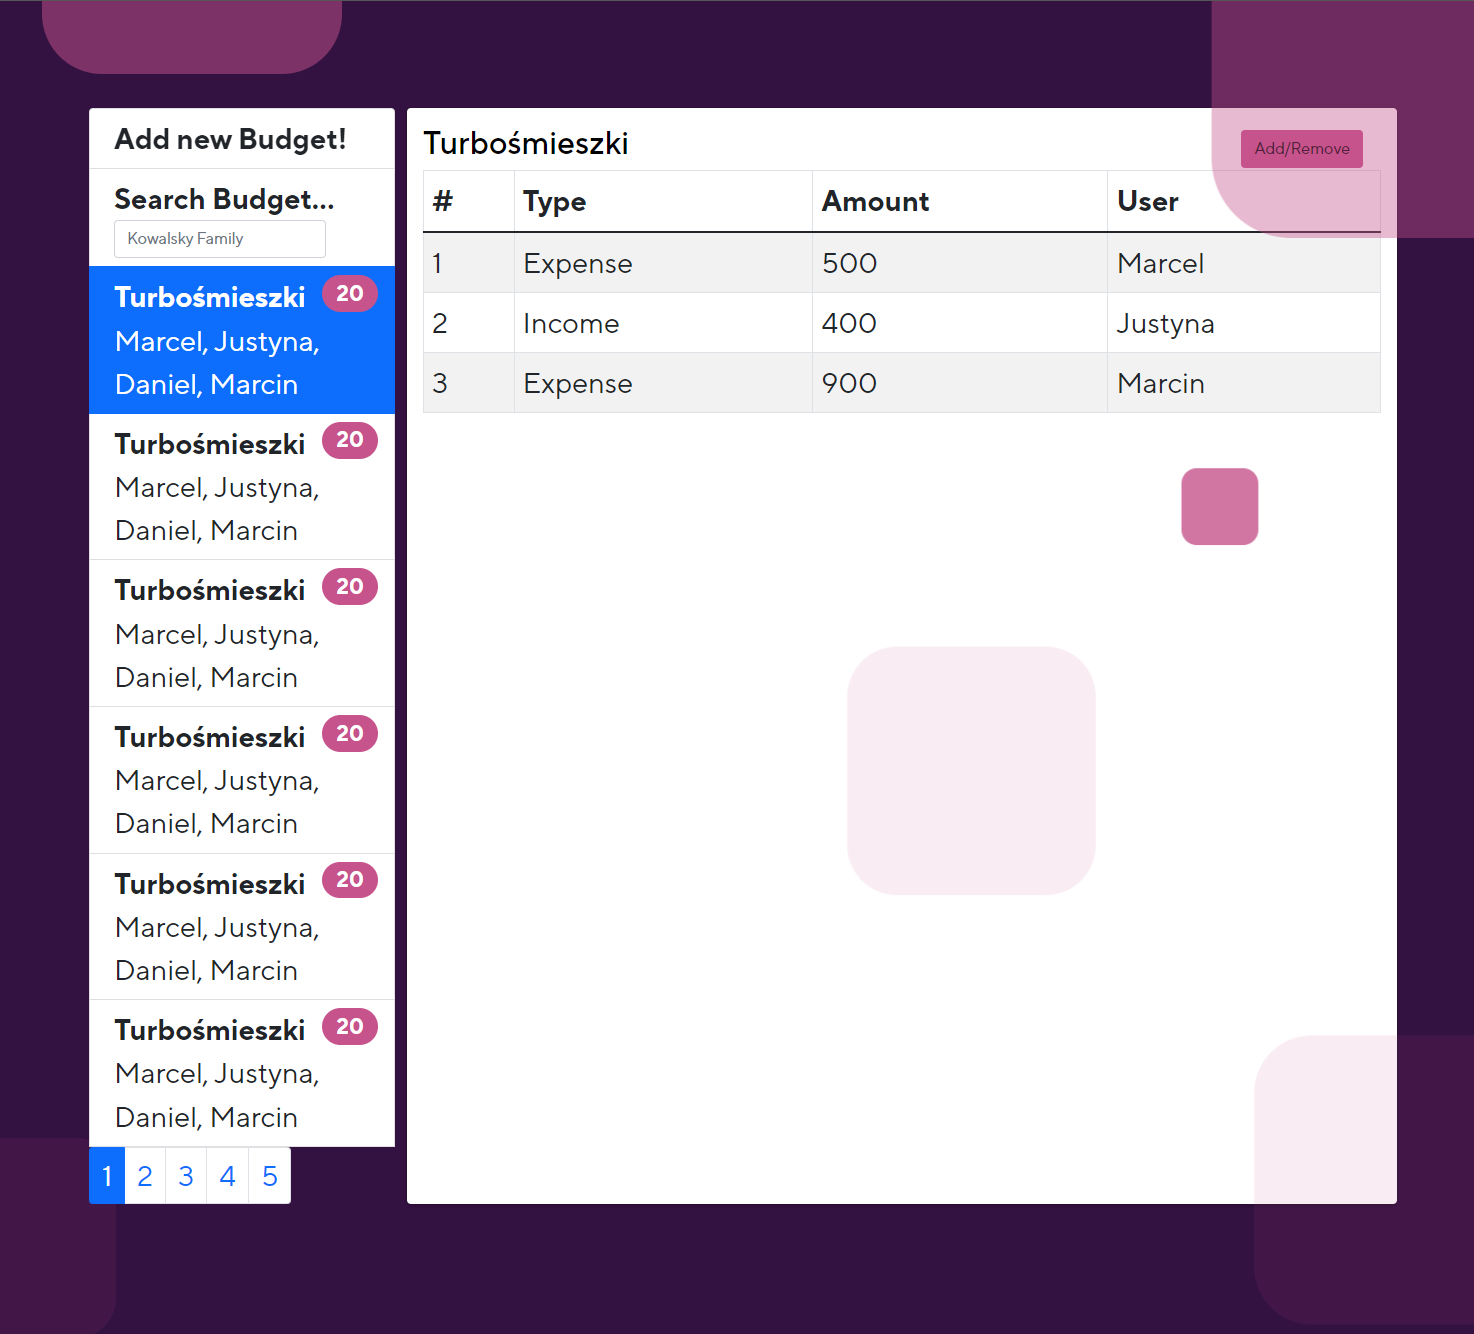 Add new Budget!
Search Budget...
Kowalsky Family
Turbośmieszki 20
Marcel, Justyna,
Daniel, Marcin
Turbośmieszki 20
Marcel, Justyna,
Daniel, Marcin
Turbośmieszki 20
Marcel, Justyna,
Daniel, Marcin
Turbośmieszki 20
Marcel, Justyna,
Daniel, Marcin
Turbośmieszki 20
Marcel, Justyna,
Daniel, Marcin
Turbośmieszki 20
Marcel, Justyna,
Daniel, Marcin
1 2 3 4 5
Turbośmieszki Add/Remove
# Type Amount User
1 Expense 500 Marcel
2 Income 400 Justyna
3 Expense 900 Marcin